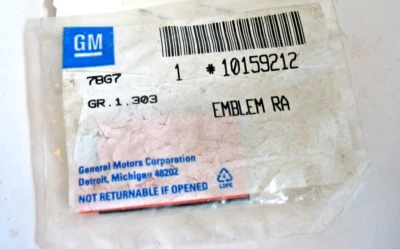 GM
7BG7 1 #10159212
GR.1.303 EMBLEM RA
General Motors Corporation
Detroit, Michigan 48202
NOT RETURNABLE IF OPENED
LDPE